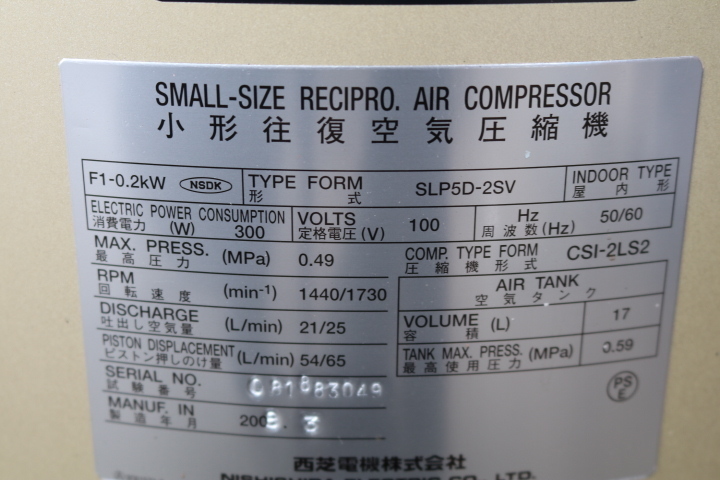 SMALL-SIZE RECIPRO. AIR COMPRESSOR
小形往復空気圧縮機
F1-0.2kW NSDK TYPE FORM SLP5D-2SV INDOOR TYPE
形 式 屋 内 形
ELECTRIC POWER CONSUMPTION VOLTS 100 Hz 50/60
消費電力 (W) 300 定格電圧 (V) 周波数 (Hz)
MAX. PRESS. (MPa) 0.49
最高圧力
COMP. TYPE FORM CSI-2LS2
圧縮機形式
RPM (min⁻¹) 1440/1730
回転速度
AIR TANK
空気タンク
DISCHARGE (L/min) 21/25
吐出し空気量
VOLUME (L) 17
容 積
PISTON DISPLACEMENT (L/min) 54/65
ピストン押しのけ量
TANK MAX. PRESS. (MPa) 0.59
最高使用圧力
SERIAL NO.
試験番号
PS
E
MANUF. IN
製造年月
西芝電機株式会社
NISHISHIBA ELECTRIC CO., LTD.